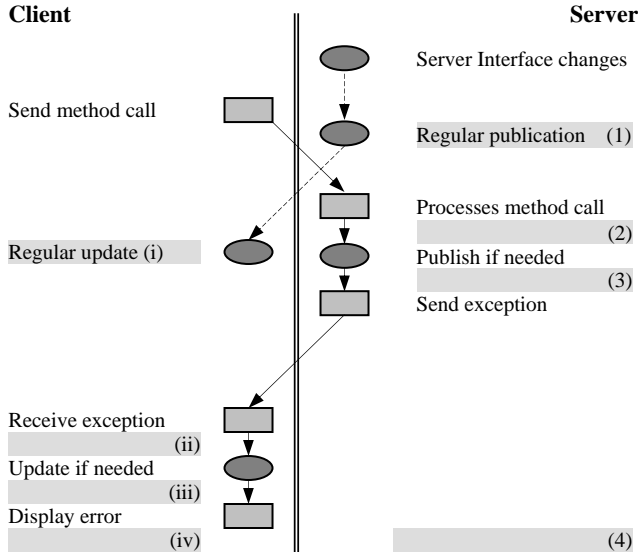 Client
Server
Server Interface changes
Send method call
Regular publication (1)
Processes method call
(2)
Regular update (i)
Publish if needed
(3)
Send exception
Receive exception
(ii)
Update if needed
(iii)
Display error
(iv)
(4)